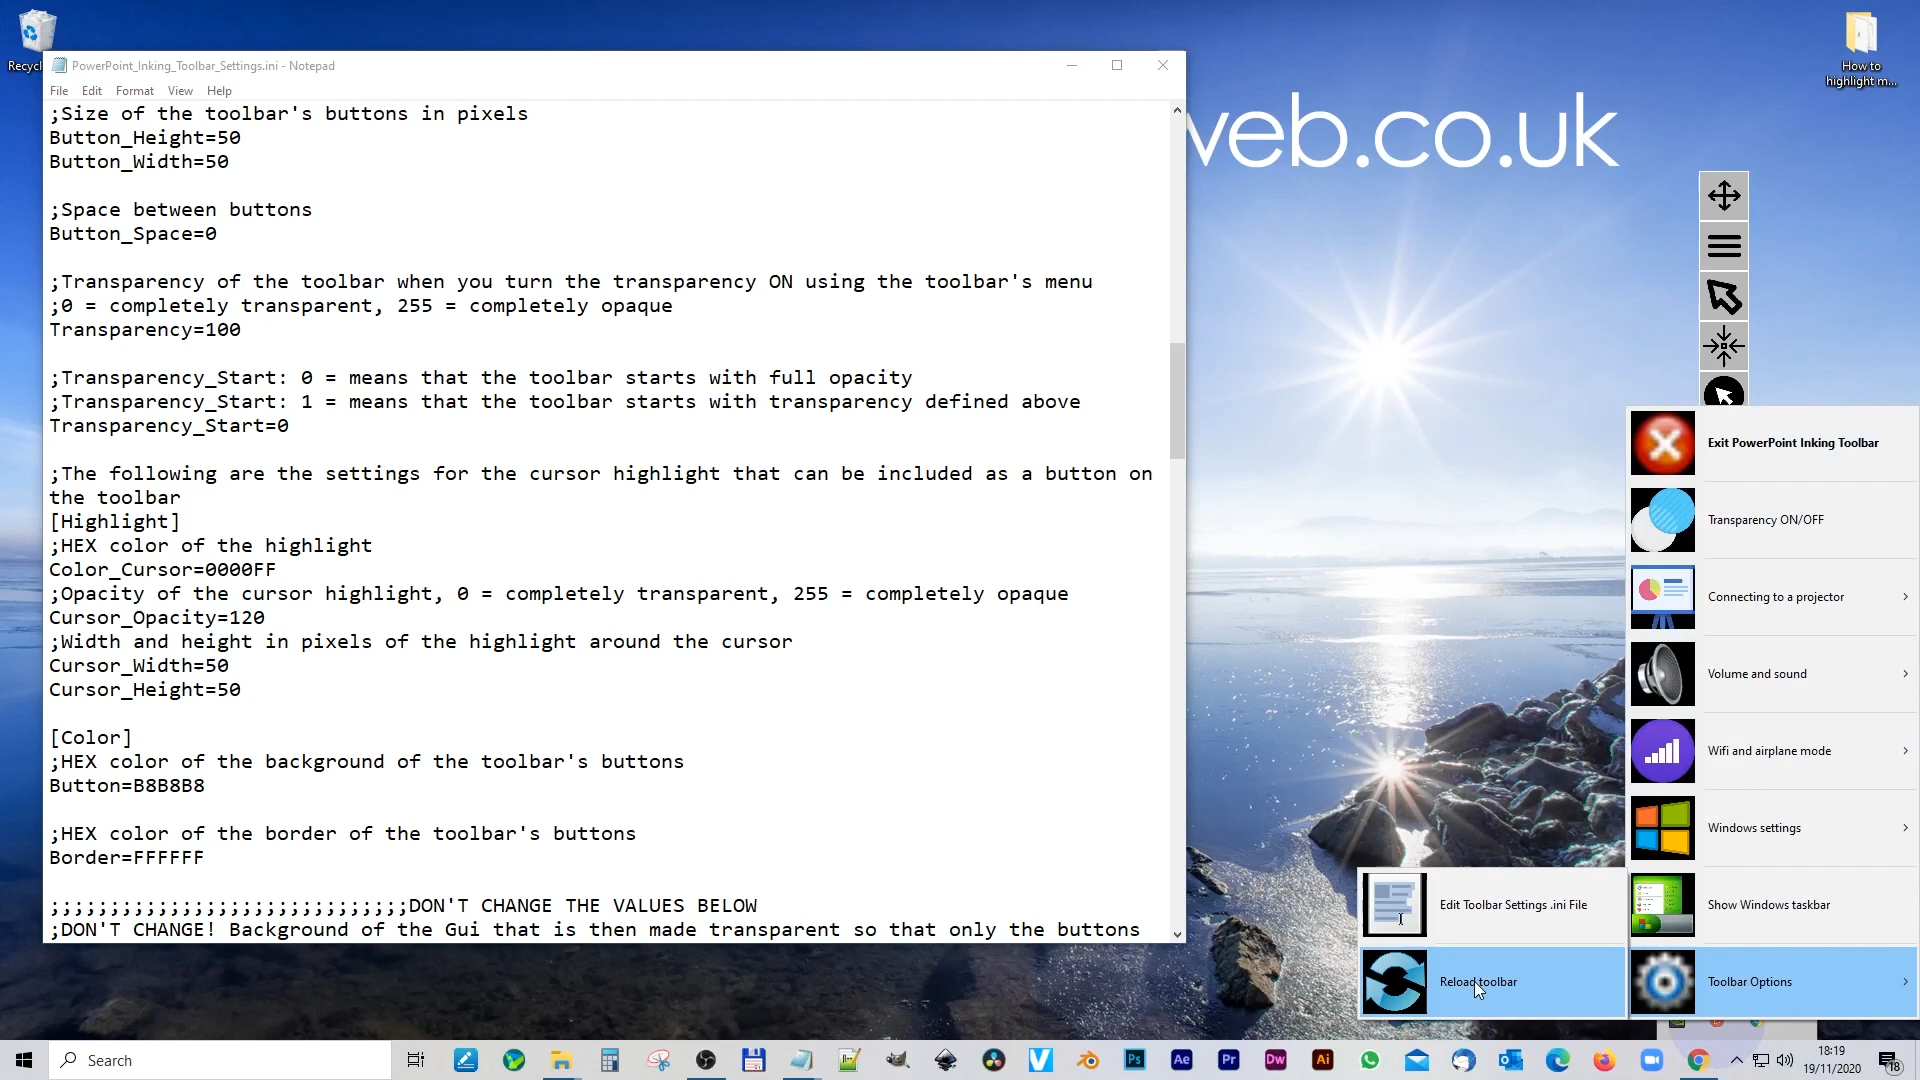 How to
highlight m...
PowerPoint_Inking_Toolbar_Settings.ini - Notepad
File Edit Format View Help
;Size of the toolbar's buttons in pixels
Button_Height=50
Button_Width=50
;Space between buttons
Button_Space=0
;Transparency of the toolbar when you turn the transparency ON using the toolbar's menu
;0 = completely transparent, 255 = completely opaque
Transparency=100
;Transparency_Start: 0 = means that the toolbar starts with full opacity
;Transparency_Start: 1 = means that the toolbar starts with transparency defined above
Transparency_Start=0
;The following are the settings for the cursor highlight that can be included as a button on
the toolbar
[Highlight]
;HEX color of the highlight
Color_Cursor=0000FF
;Opacity of the cursor highlight, 0 = completely transparent, 255 = completely opaque
Cursor_Opacity=120
;Width and height in pixels of the highlight around the cursor
Cursor_Width=50
Cursor_Height=50
[Color]
;HEX color of the background of the toolbar's buttons
Button=B8B8B8
;HEX color of the border of the toolbar's buttons
Border=FFFFFF
;;;;;;;;;;;;;;;;;;;;;;;;;;;;;;DON'T CHANGE THE VALUES BELOW
;DON'T CHANGE! Background of the Gui that is then made transparent so that only the buttons
veb.co.uk
Exit PowerPoint Inking Toolbar
Transparency ON/OFF
Connecting to a projector
Volume and sound
Wifi and airplane mode
Windows settings
Show Windows taskbar
Toolbar Options
Edit Toolbar Settings .ini File
Reload toolbar
Search
Ps
Ae
Pr
Dw
Ai
18:19
19/11/2020
18